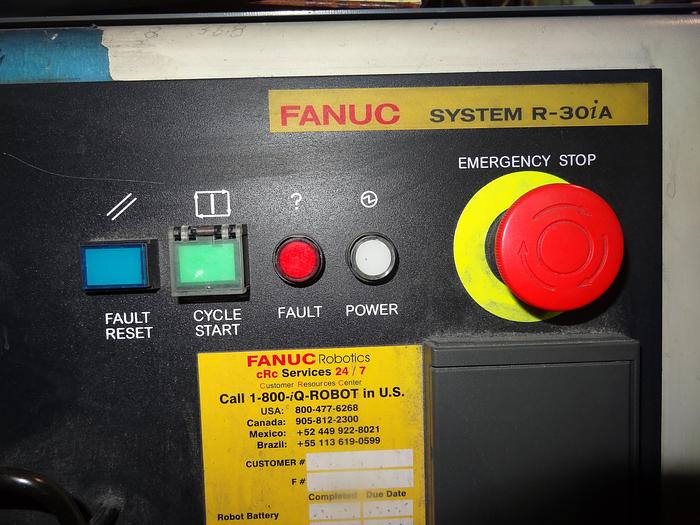 FANUC SYSTEM R-30iA
EMERGENCY STOP
?
FAULT RESET
CYCLE START
FAULT
POWER
FANUC Robotics
cRc Services 24 / 7
Customer Resources Center
Call 1-800-iQ-ROBOT in U.S.
USA: 800-477-6268
Canada: 905-812-2300
Mexico: +52 449 922-8021
Brazil: +55 113 619-0599
CUSTOMER #
F #
Completed Due Date
Robot Battery